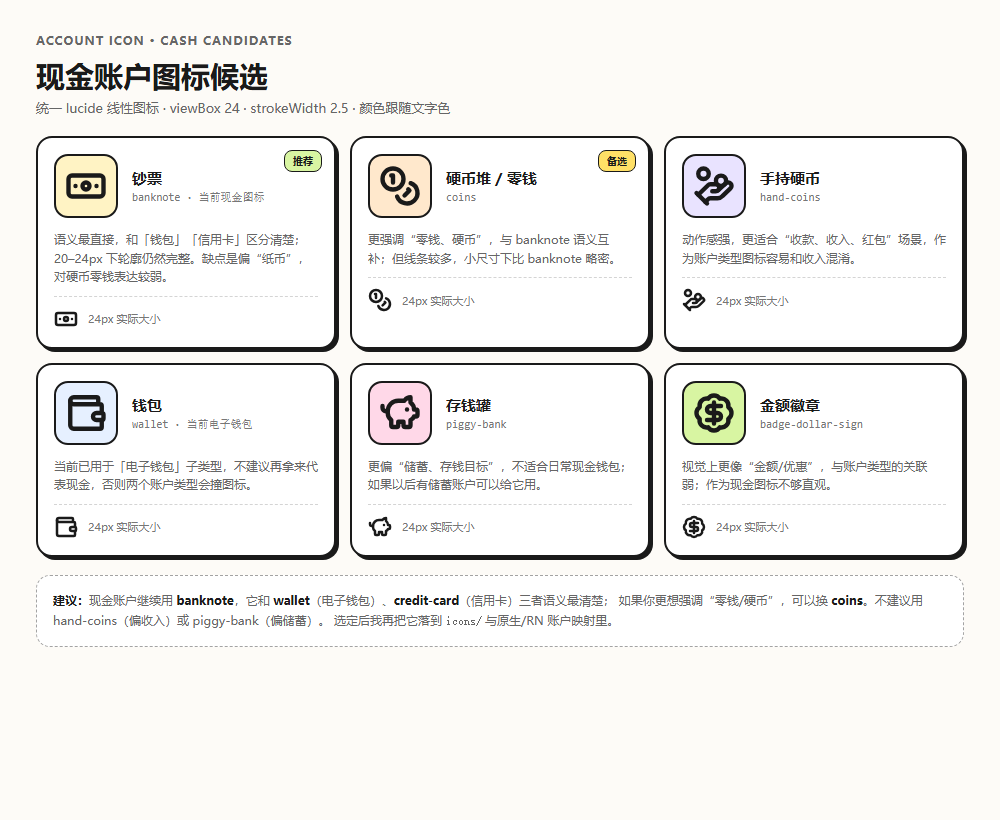 ACCOUNT ICON • CASH CANDIDATES
现金账户图标候选
统一 lucide 线性图标 · viewBox 24 · strokeWidth 2.5 · 颜色跟随文字色
推荐
钞票
banknote · 当前现金图标
语义最直接，和「钱包」「信用卡」区分清楚；
20–24px 下轮廓仍然完整。缺点是偏“纸币”，
对硬币零钱表达较弱。
24px 实际大小
备选
硬币堆 / 零钱
coins
更强调“零钱、硬币”，与 banknote 语义互
补；但线条较多，小尺寸下比 banknote 略密。
24px 实际大小
手持硬币
hand-coins
动作感强，更适合“收款、收入、红包”场景，作
为账户类型图标容易和收入混淆。
24px 实际大小
钱包
wallet · 当前电子钱包
当前已用于「电子钱包」子类型，不建议再拿来代
表现金，否则两个账户类型会撞图标。
24px 实际大小
存钱罐
piggy-bank
更偏“储蓄、存钱目标”，不适合日常现金钱包；
如果以后有储蓄账户可以给它用。
24px 实际大小
金额徽章
badge-dollar-sign
视觉上更像“金额/优惠”，与账户类型的关联
弱；作为现金图标不够直观。
24px 实际大小
建议：现金账户继续用 banknote，它和 wallet（电子钱包）、credit-card（信用卡）三者语义最清楚； 如果你更想强调“零钱/硬币”，可以换 coins。不建议用
hand-coins（偏收入）或 piggy-bank（偏储蓄）。 选定后我再把它落到 icons/ 与原生/RN 账户映射里。